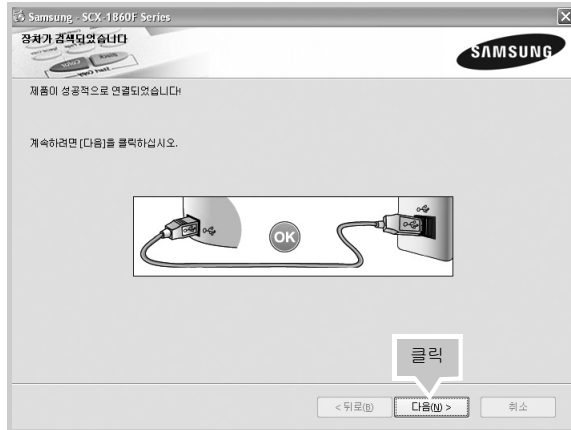 Samsung - SCX-1860F Series
장치가 검색되었습니다
SAMSUNG
제품이 성공적으로 연결되었습니다!
계속하려면 [다음]을 클릭하십시오.
OK
클릭
< 뒤로(B)
다음(N) >
취소